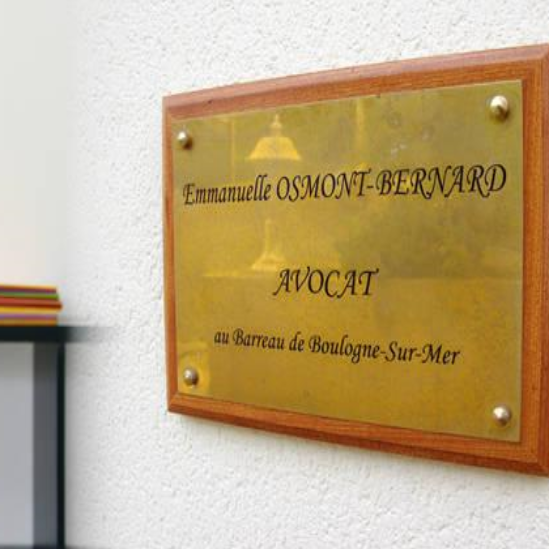 Emmanuelle OSMONT-BERNARD
AVOCAT
au Barreau de Boulogne-Sur-Mer